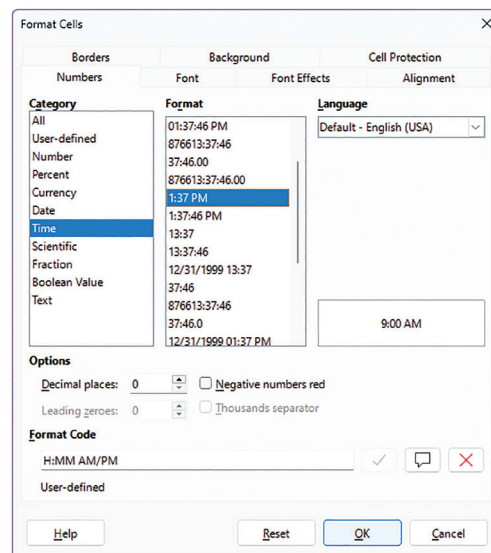 Format Cells
Borders Background Cell Protection
Numbers Font Font Effects Alignment
Category
All
User-defined
Number
Percent
Currency
Date
Time
Scientific
Fraction
Boolean Value
Text
Format
01:37:46 PM
876613:37:46
37:46.00
876613:37:46.00
1:37 PM
1:37:46 PM
13:37
13:37:46
12/31/1999 13:37
37:46
876613:37:46
37:46.0
12/31/1999 01:37 PM
Language
Default - English (USA)
9:00 AM
Options
Decimal places: 0 Negative numbers red
Leading zeroes: 0 Thousands separator
Format Code
H:MM AM/PM
User-defined
Help Reset OK Cancel